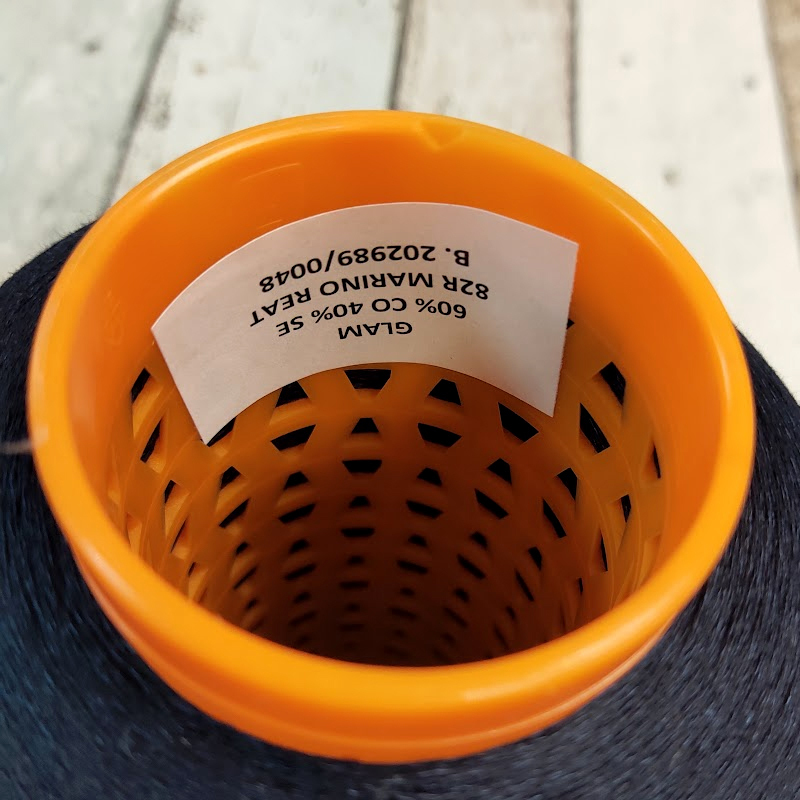 GLAM
60% CO 40% SE
82R MARINO REAT
B. 202989/0048